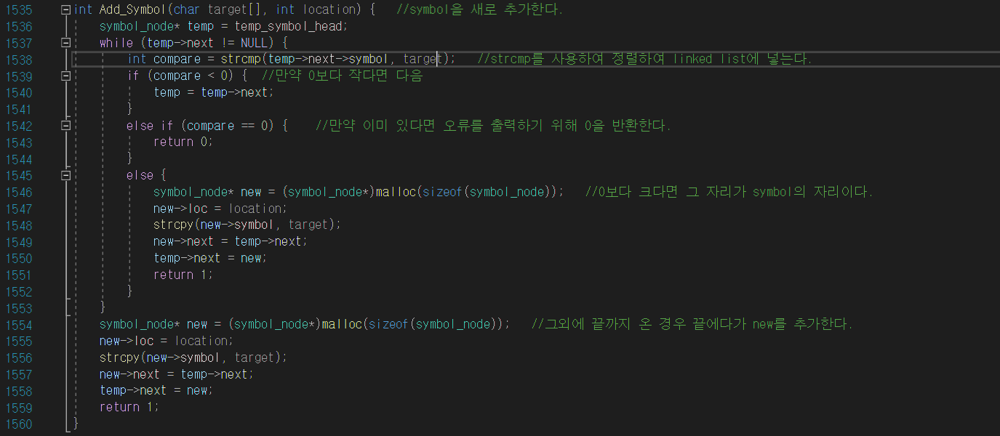 1535 int Add_Symbol(char target[], int location) { //symbol을 새로 추가한다.
1536 symbol_node* temp = temp_symbol_head;
1537 while (temp->next != NULL) {
1538 int compare = strcmp(temp->next->symbol, target); //strcmp를 사용하여 정렬하여 linked list에 넣는다.
1539 if (compare < 0) { //만약 0보다 작다면 다음
1540 temp = temp->next;
1541 }
1542 else if (compare == 0) { //만약 이미 있다면 오류를 출력하기 위해 0을 반환한다.
1543 return 0;
1544 }
1545 else {
1546 symbol_node* new = (symbol_node*)malloc(sizeof(symbol_node)); //0보다 크다면 그 자리가 symbol의 자리이다.
1547 new->loc = location;
1548 strcpy(new->symbol, target);
1549 new->next = temp->next;
1550 temp->next = new;
1551 return 1;
1552 }
1553 }
1554 symbol_node* new = (symbol_node*)malloc(sizeof(symbol_node)); //그외에 끝까지 온 경우 끝에다가 new를 추가한다.
1555 new->loc = location;
1556 strcpy(new->symbol, target);
1557 new->next = temp->next;
1558 temp->next = new;
1559 return 1;
1560 }